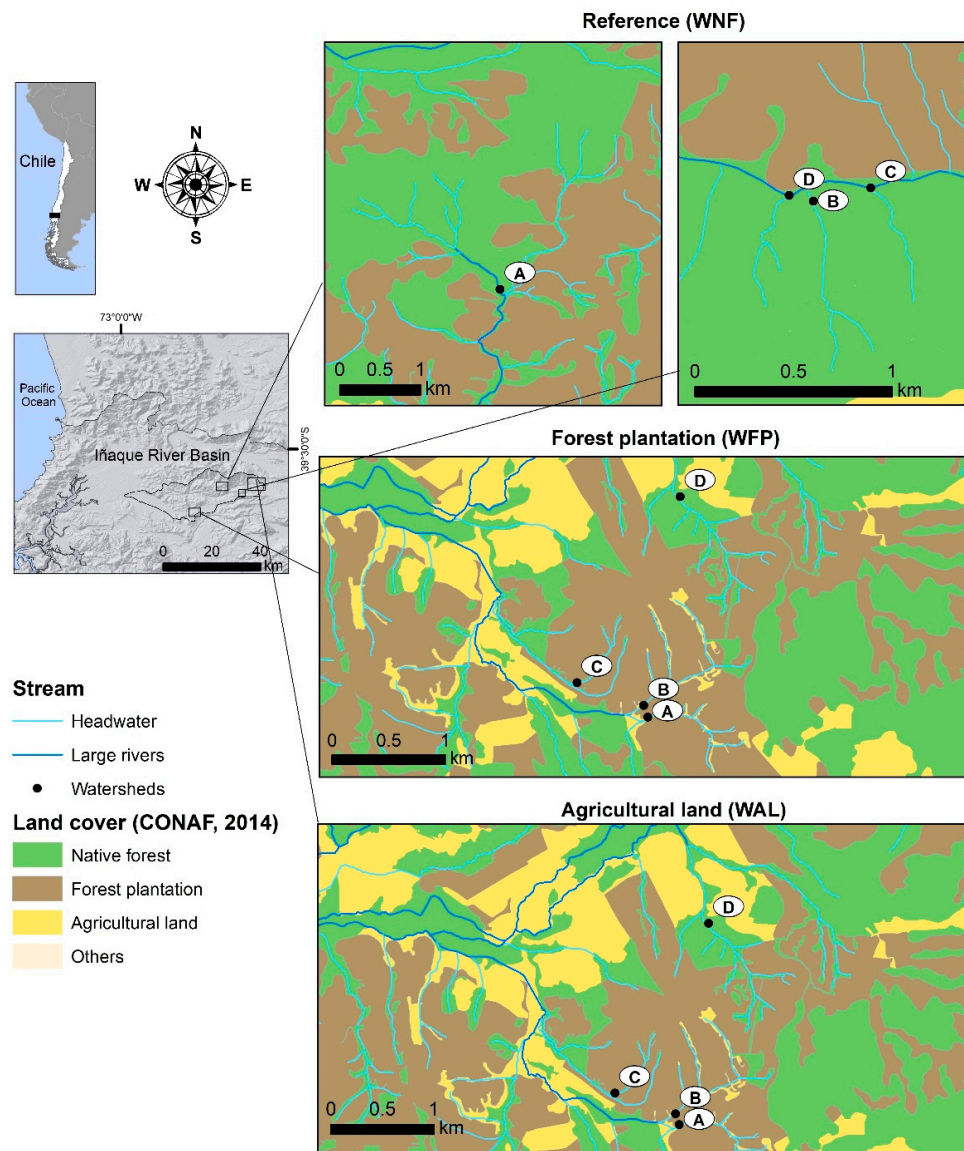 Reference (WNF)
Chile
N
W
E
S
A
0 0.5 1
km
D
C
B
0 0.5 1
km
73°0'0"W
Pacific
Ocean
39°30'0"S
Iñaque River Basin
0 20 40
km
Forest plantation (WFP)
D
C
B
A
0 0.5 1
km
Stream
Headwater
Large rivers
Watersheds
Land cover (CONAF, 2014)
Native forest
Forest plantation
Agricultural land
Others
Agricultural land (WAL)
D
C
B
A
0 0.5 1
km